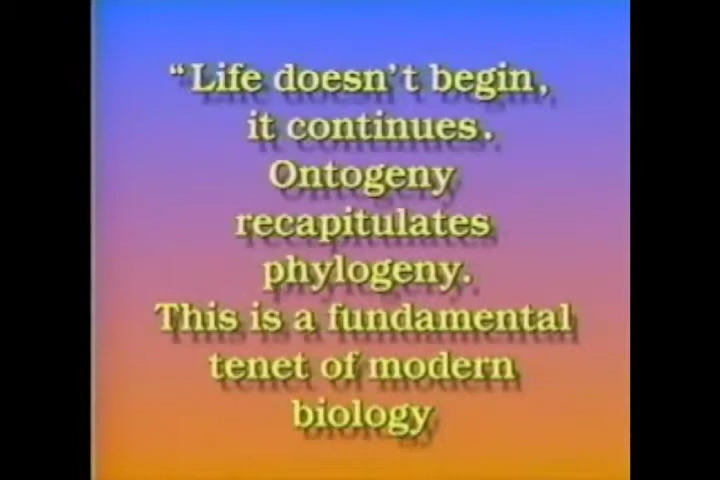 “Life doesn't begin,
it continues.
Ontogeny
recapitulates
phylogeny.
This is a fundamental
tenet of modern
biology